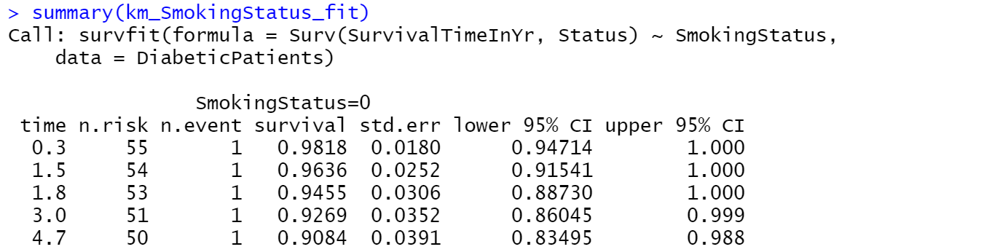 > summary(km_SmokingStatus_fit)
Call: survfit(formula = Surv(SurvivalTimeInYr, Status) ~ SmokingStatus,
    data = DiabeticPatients)

                SmokingStatus=0
 time n.risk n.event survival std.err lower 95% CI upper 95% CI
  0.3     55       1   0.9818  0.0180      0.94714        1.000
  1.5     54       1   0.9636  0.0252      0.91541        1.000
  1.8     53       1   0.9455  0.0306      0.88730        1.000
  3.0     51       1   0.9269  0.0352      0.86045        0.999
  4.7     50       1   0.9084  0.0391      0.83495        0.988